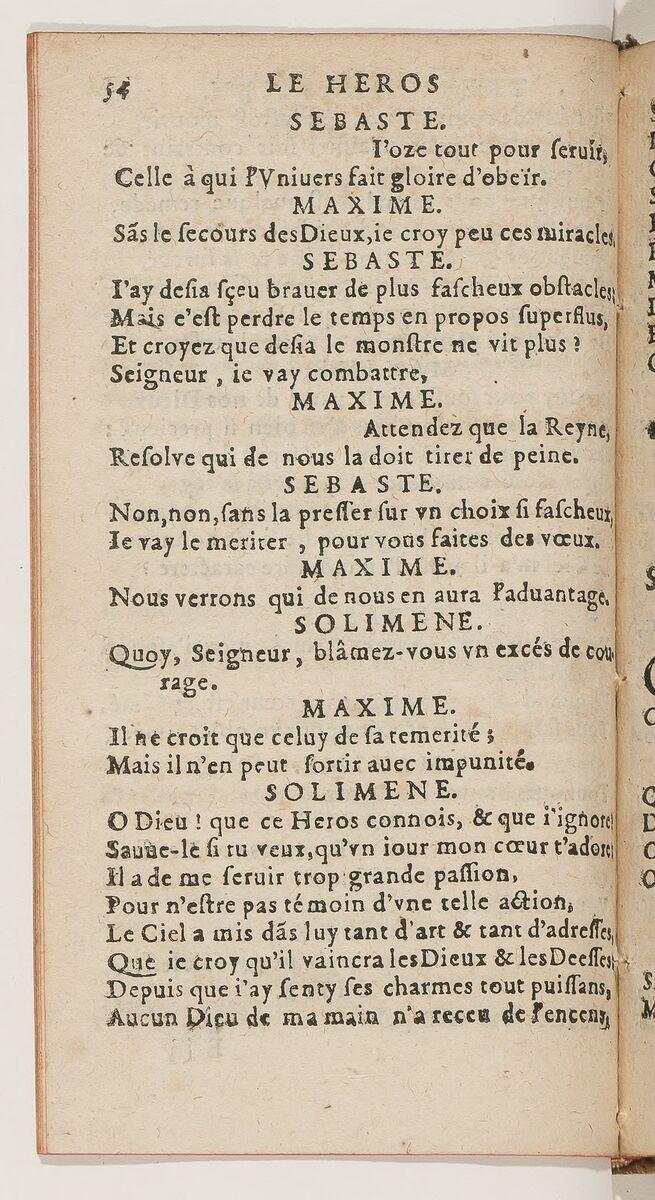 54 LE HEROS
SEBASTE.
I'oze tout pour ſeruir,
Celle à qui l'Vniuers fait gloire d'obeïr.
MAXIME.
Sãs le ſecours des Dieux, ie croy peu ces miracles,
SEBASTE.
I'ay deſia ſçeu brauer de plus faſcheux obſtacles;
Mais c'eſt perdre le temps en propos ſuperflus,
Et croyez que deſia le monſtre ne vit plus?
Seigneur, ie vay combattre,
MAXIME.
Attendez que la Reyne,
Reſolve qui de nous la doit tirer de peine.
SEBASTE.
Non, non, ſans la preſſer ſur vn choix ſi faſcheux,
Ie vay le meriter, pour vous faites des vœux.
MAXIME.
Nous verrons qui de nous en aura l'aduantage.
SOLIMENE.
Quoy, Seigneur, blâmez-vous vn excés de cou-
rage.
MAXIME.
Il ne croit que celuy de ſa temerité;
Mais il n'en peut ſortir auec impunité.
SOLIMENE.
O Dieu! que ce Heros connois, & que i'ignore;
Sauue-le ſi tu veux, qu'vn iour mon cœur t'adore;
Il a de me ſeruir trop grande paſſion,
Pour n'eſtre pas témoin d'vne telle action,
Le Ciel a mis dãs luy tant d'art & tant d'adreſſes,
Que ie croy qu'il vaincra les Dieux & les Deeſſes;
Depuis que i'ay ſenty ſes charmes tout puiſſans,
Aucun Dieu de ma main n'a receu de l'encens,